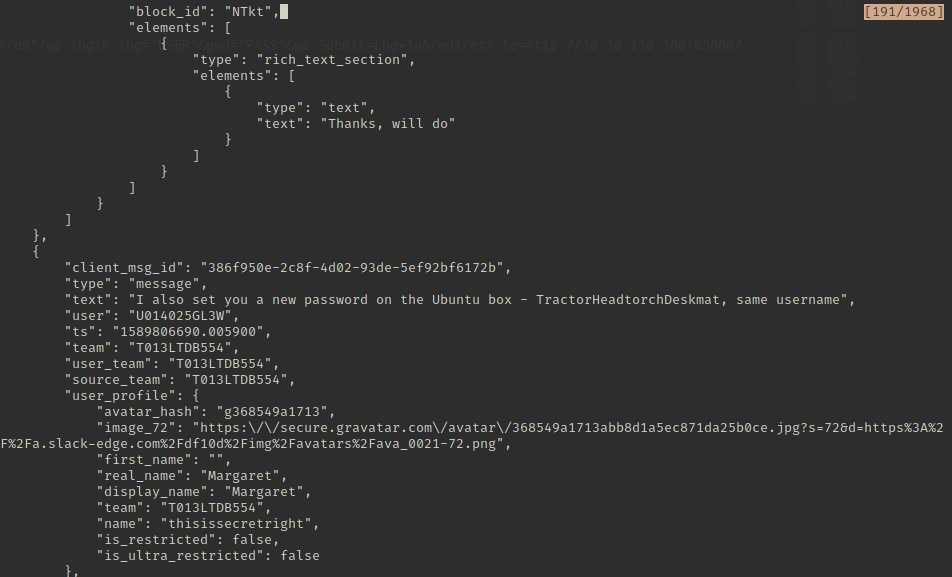 "block_id": "NTkt",
[191/1968]
"elements": [
from"/wp-login.log="USER"&pwd="PASS"&wp-Submit=Log+In&redirect_to=http://10.10.110.100:65000/
{
"type": "rich_text_section",
"elements": [
{
"type": "text",
"text": "Thanks, will do"
}
]
}
]
}
]
},
{
"client_msg_id": "386f950e-2c8f-4d02-93de-5ef92bf6172b",
"type": "message",
"text": "I also set you a new password on the Ubuntu box - TractorHeadtorchDeskmat, same username",
"user": "U014025GL3W",
"ts": "1589806690.005900",
"team": "T013LTDB554",
"user_team": "T013LTDB554",
"source_team": "T013LTDB554",
"user_profile": {
"avatar_hash": "g368549a1713",
"image_72": "https:\/\/secure.gravatar.com\/avatar\/368549a1713abb8d1a5ec871da25b0ce.jpg?s=72&d=https%3A%2
F%2Fa.slack-edge.com%2Fdf10d%2Fimg%2Favatars%2Fava_0021-72.png",
"first_name": "",
"real_name": "Margaret",
"display_name": "Margaret",
"team": "T013LTDB554",
"name": "thisissecretright",
"is_restricted": false,
"is_ultra_restricted": false
},